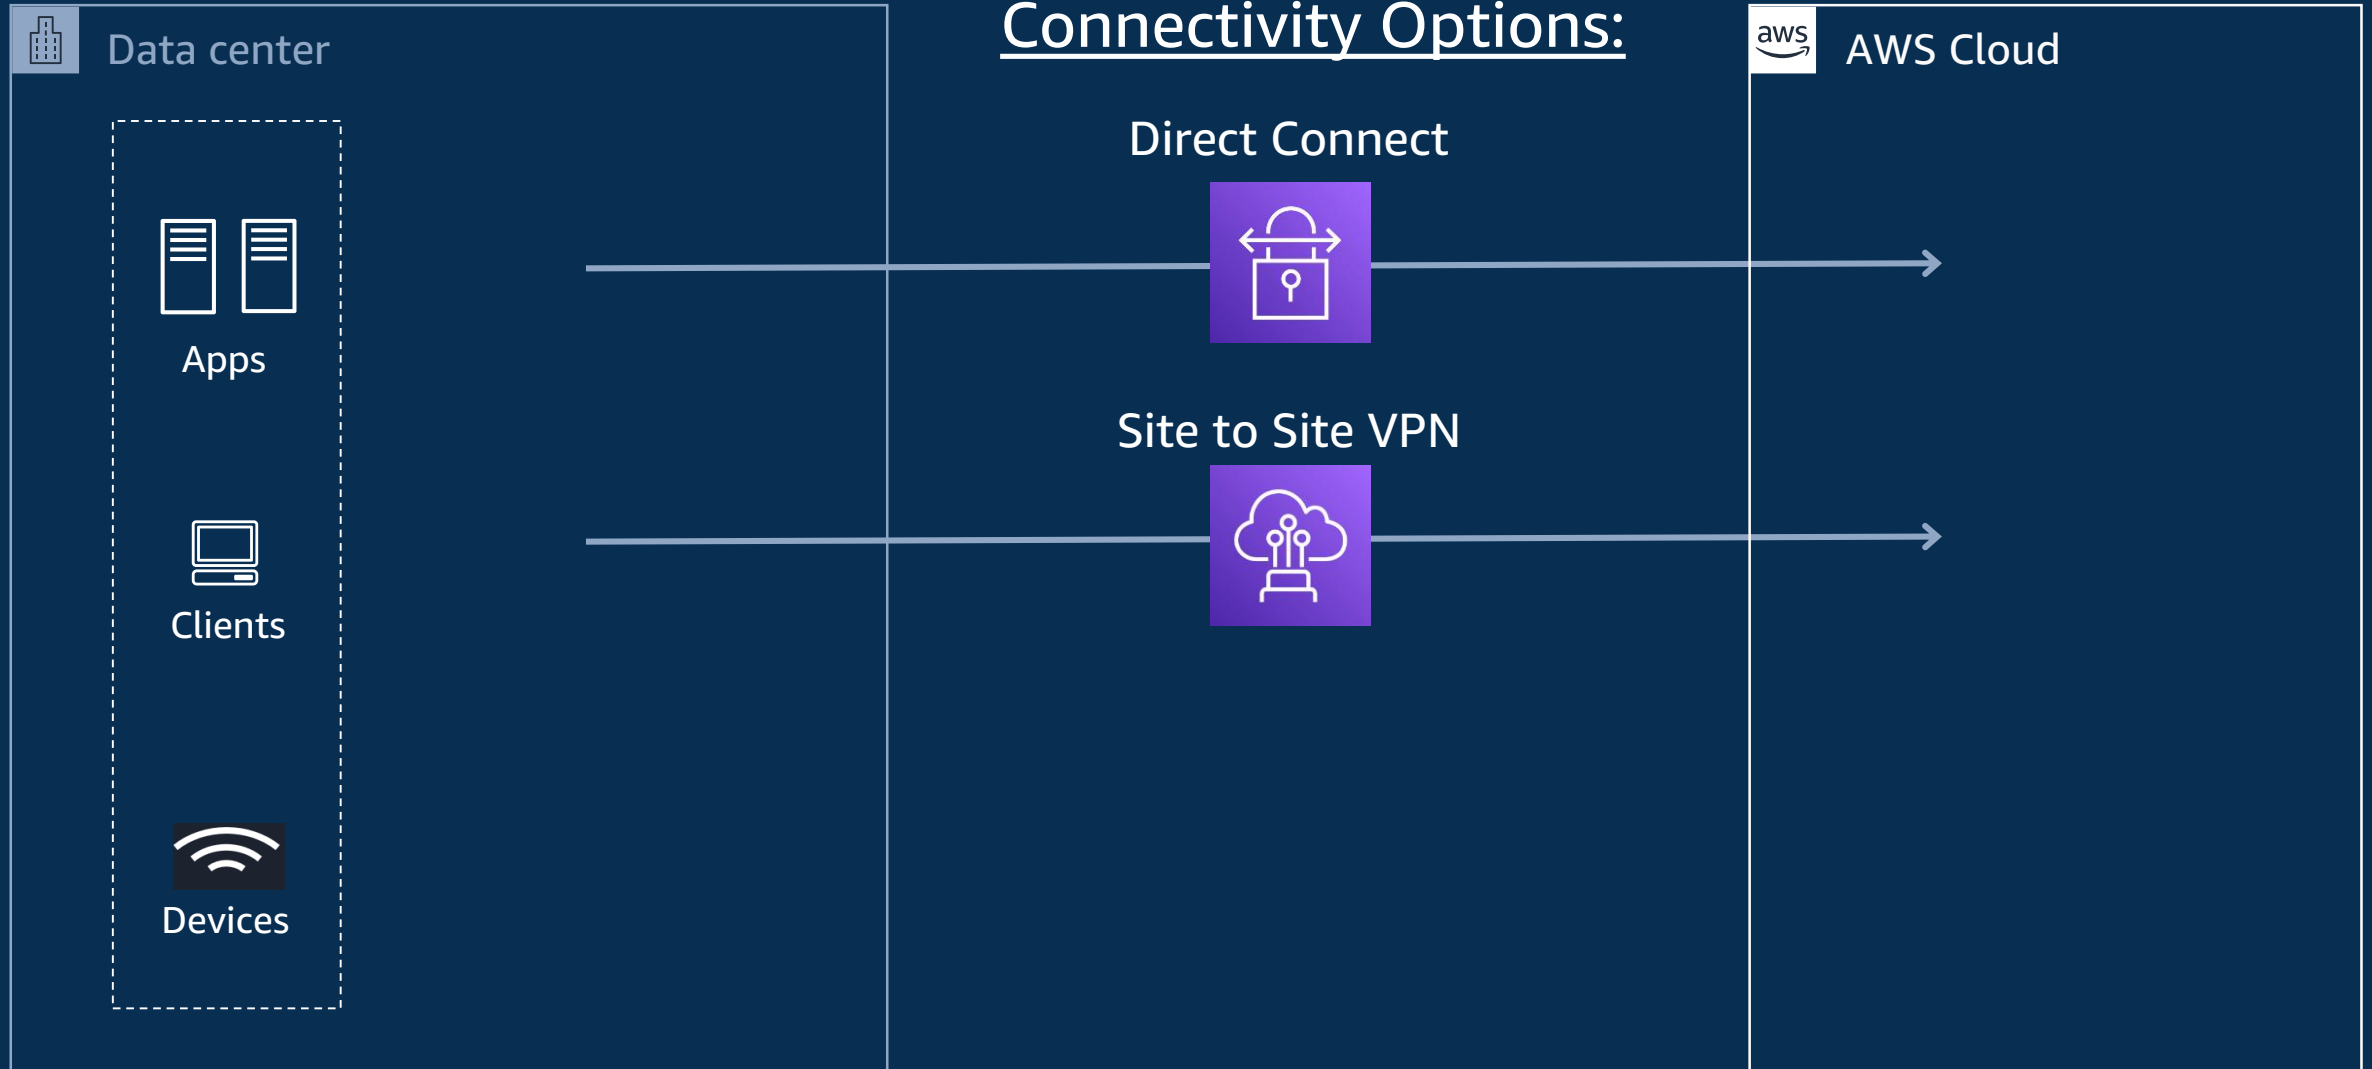 Data center
Connectivity Options:
aws
AWS Cloud
Direct Connect
Apps
Site to Site VPN
Clients
Devices